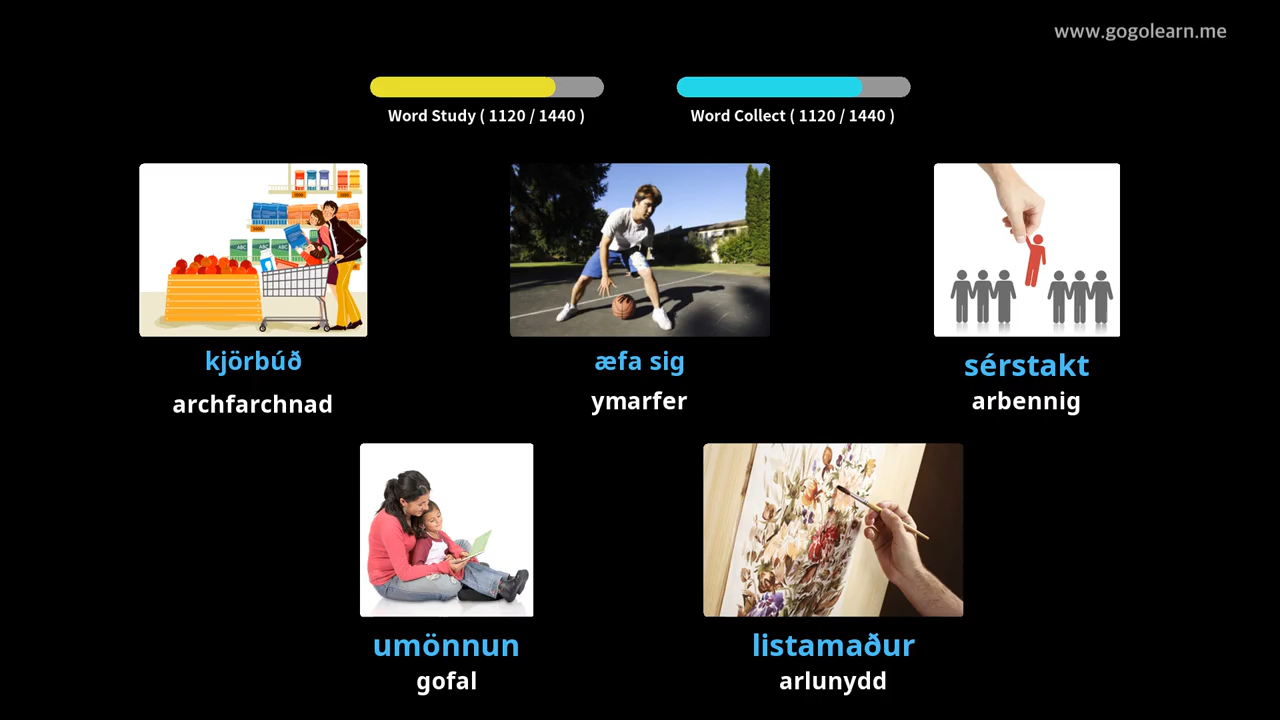 www.gogolearn.me
Word Study ( 1120 / 1440 )
Word Collect ( 1120 / 1440 )
kjörbúð
æfa sig
sérstakt
archfarchnad
ymarfer
arbennig
umönnun
listamaður
gofal
arlunydd